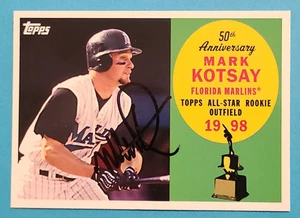 Topps
50th
Anniversary
MARK
KOTSAY
FLORIDA MARLINS®
TOPPS ALL-STAR ROOKIE
OUTFIELD
1998